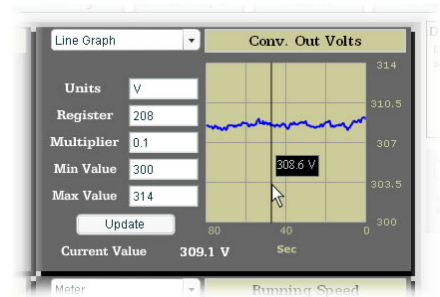 Line Graph
Conv. Out Volts
Units V
Register 208
Multiplier 0.1
Min Value 300
Max Value 314
Update
Current Value 309.1 V
314
310.5
307
303.5
300
308.6 V
80 40 0
Sec
Meter
Running Speed